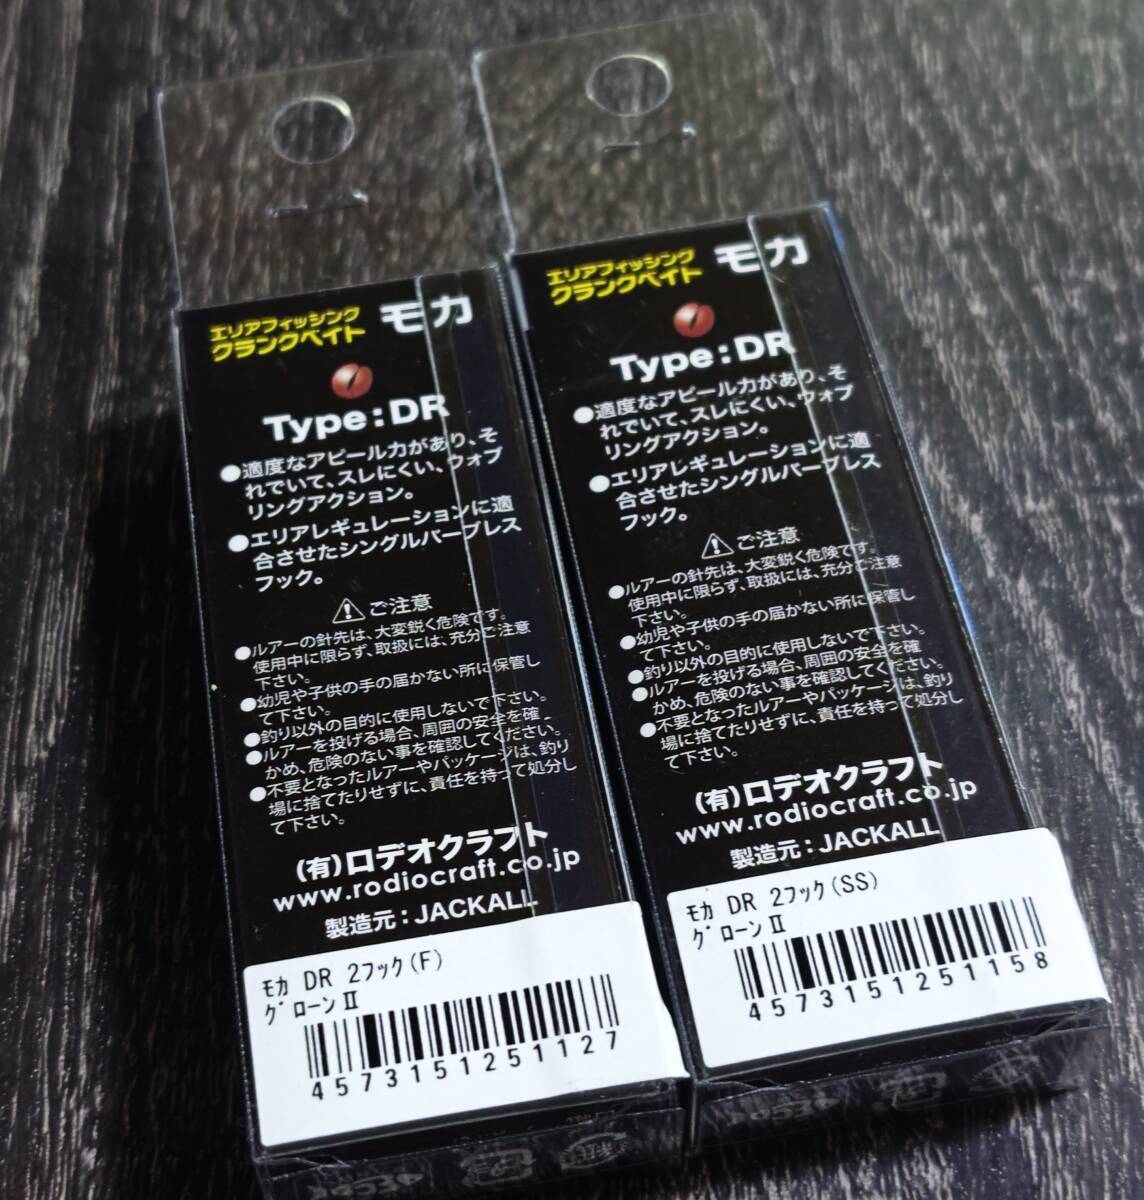 エリアフィッシング
クランクベイト
モカ
Type:DR
●適度なアピール力があり、そ
れでいて、スレにくい、ウォブ
リングアクション。
●エリアレギュレーションに適
合させたシングルバーブレス
フック。
⚠ご注意
●ルアーの針先は、大変鋭く危険です。
使用中に限らず、取扱には、充分ご注意
下さい。
●幼児や子供の手の届かない所に保管し
て下さい。
●釣り以外の目的に使用しないで下さい。
●ルアーを投げる場合、周囲の安全を確
かめ、危険のない事を確認してください。
●不要となったルアーやパッケージは、釣り
場に捨てたりせずに、責任を持って処分し
て下さい。
(有)ロデオクラフト
www.rodiocraft.co.jp
製造元:JACKALL
ﾓｶ DR 2ﾌｯｸ(F)
ｸﾞﾛｰﾝⅡ
4573151251127
エリアフィッシング
クランクベイト
モカ
Type:DR
●適度なアピール力があり、そ
れでいて、スレにくい、ウォブ
リングアクション。
●エリアレギュレーションに適
合させたシングルバーブレス
フック。
⚠ご注意
●ルアーの針先は、大変鋭く危険です。
使用中に限らず、取扱には、充分ご注意
下さい。
●幼児や子供の手の届かない所に保管し
て下さい。
●釣り以外の目的に使用しないで下さい。
●ルアーを投げる場合、周囲の安全を確
かめ、危険のない事を確認してください。
●不要となったルアーやパッケージは、釣り
場に捨てたりせずに、責任を持って処分し
て下さい。
(有)ロデオクラフト
www.rodiocraft.co.jp
製造元:JACKALL
ﾓｶ DR 2ﾌｯｸ(SS)
ｸﾞﾛｰﾝⅡ
4573151251158